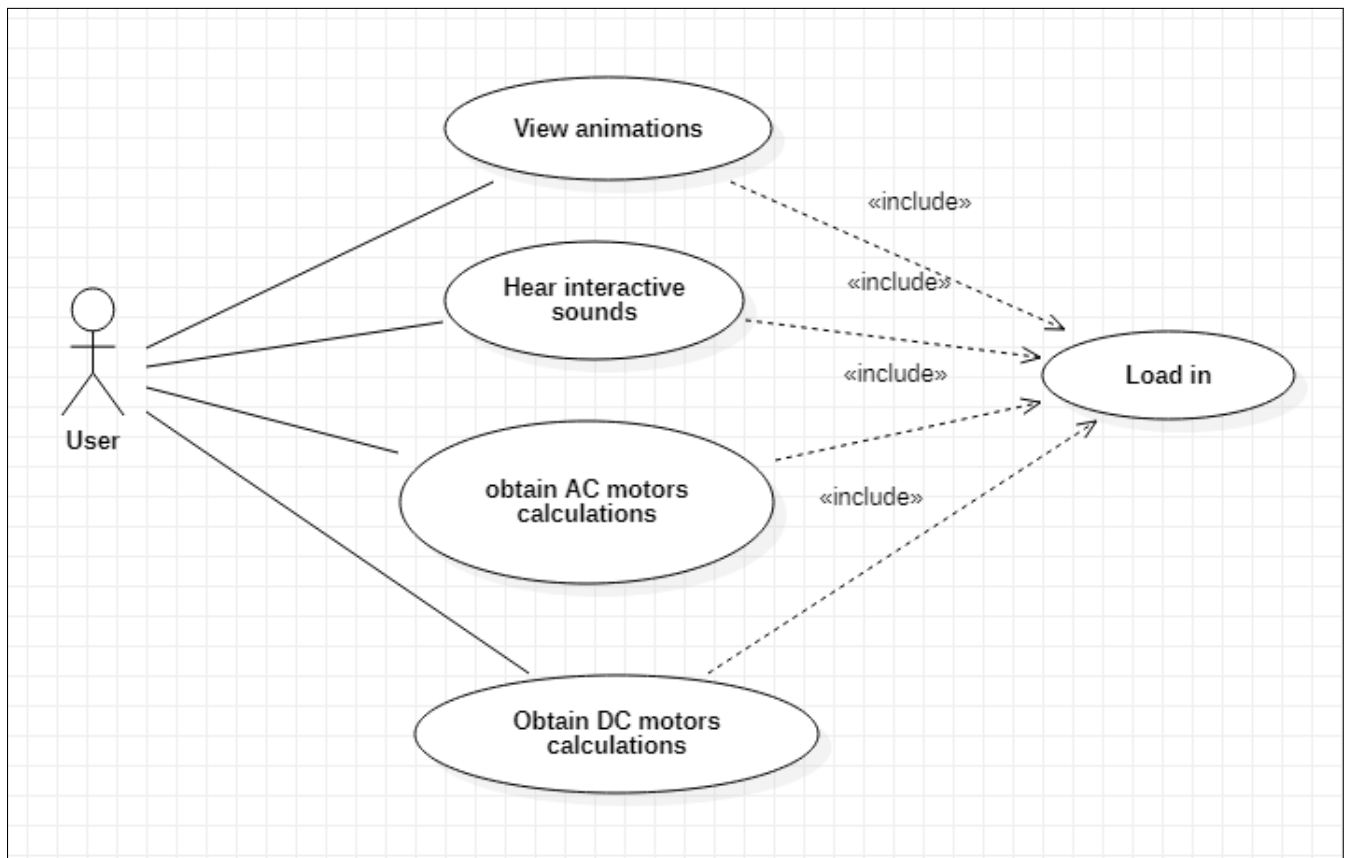 View animations
«include»
Hear interactive
sounds
«include»
«include»
Load in
User
obtain AC motors
calculations
«include»
Obtain DC motors
calculations